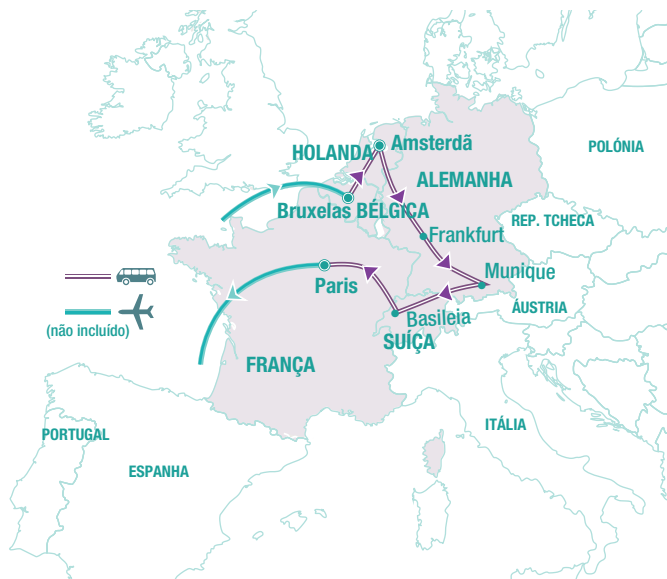 HOLANDA
Amsterdã
POLÓNIA
ALEMANHA
Bruxelas BÉLGICA
REP. TCHECA
Frankfurt
Munique
Paris
ÁUSTRIA
Basileia
(não incluído)
SUÍÇA
FRANÇA
ITÁLIA
PORTUGAL
ESPANHA